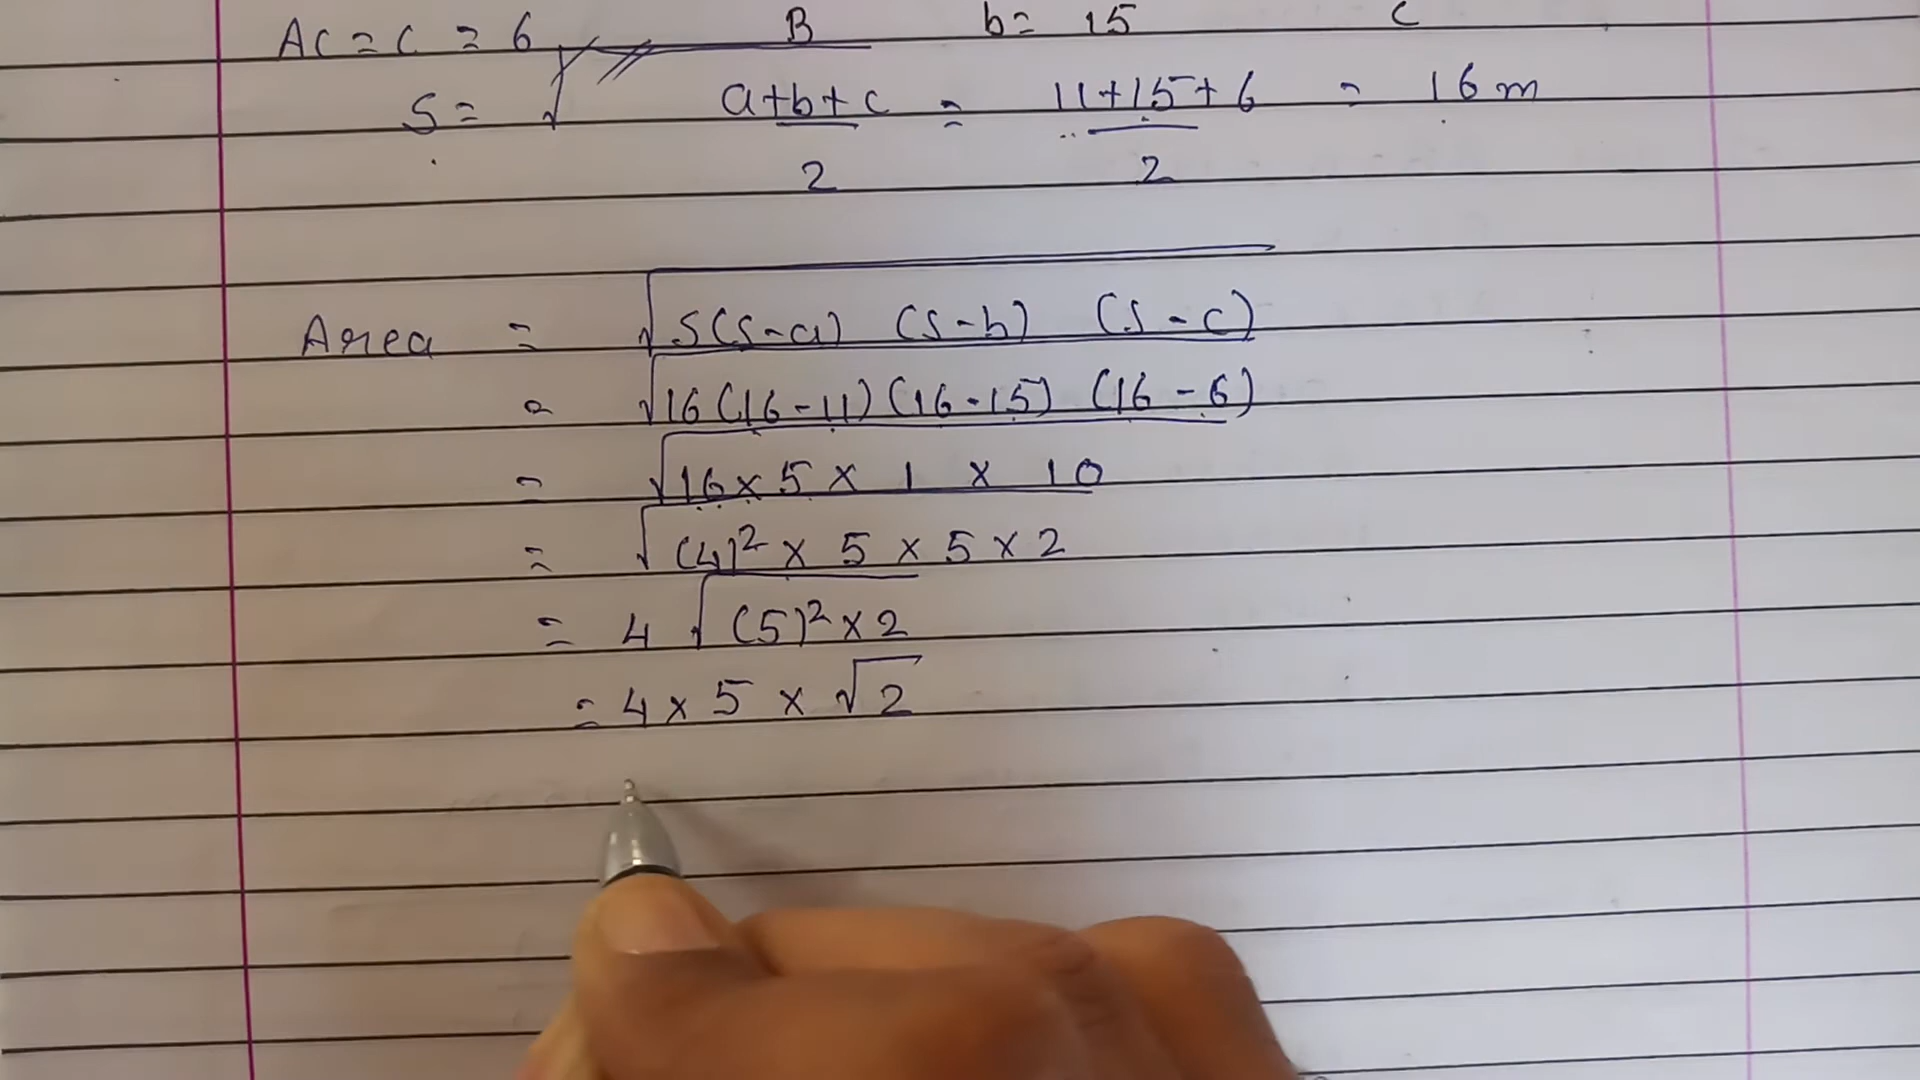 AC = c = 6 B b = 15 C
S = √ a+b+c/2 = 11+15+6/2 = 16 m
Area = √S(S-a) (S-b) (S-c)
= √16(16-11)(16-15) (16-6)
= √16 × 5 × 1 × 10
= √(4)² × 5 × 5 × 2
= 4 √(5)² × 2
= 4 × 5 × √2